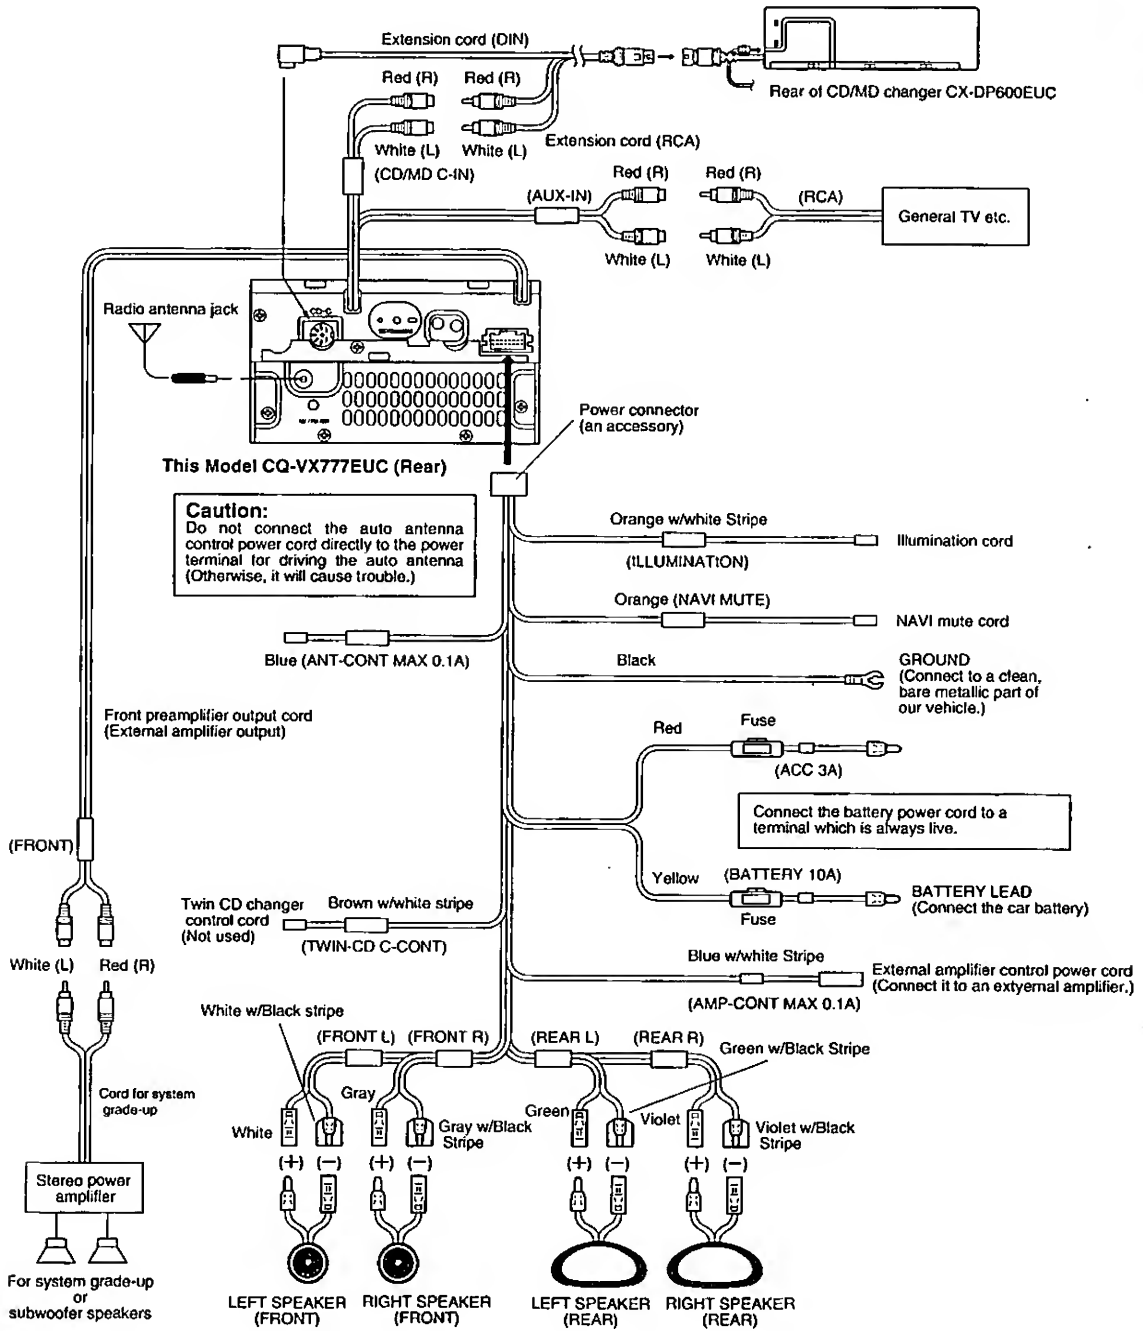 Extension cord (DIN)
Red (R)
Red (R)
Rear of CD/MD changer CX-DP600EUC
White (L)
White (L)
Extension cord (RCA)
(CD/MD C-IN)
Red (R)
Red (R)
(AUX-IN)
(RCA)
General TV etc.
White (L)
White (L)
Radio antenna jack
CD-C
Power connector
(an accessory)
This Model CQ-VX777EUC (Rear)
Caution:
Do not connect the auto antenna
control power cord directly to the power
terminal for driving the auto antenna
(Otherwise, it will cause trouble.)
Orange w/white Stripe
Illumination cord
(ILLUMINATION)
Orange (NAVI MUTE)
NAVI mute cord
Blue (ANT-CONT MAX 0.1A)
Black
GROUND
(Connect to a clean,
bare metallic part of
our vehicle.)
Front preamplifier output cord
(External amplifier output)
Red
Fuse
(ACC 3A)
Connect the battery power cord to a
terminal which is always live.
(FRONT)
Yellow
(BATTERY 10A)
BATTERY LEAD
(Connect the car battery)
Fuse
Twin CD changer
control cord
(Not used)
Brown w/white stripe
(TWIN-CD C-CONT)
White (L)
Red (R)
Blue w/white Stripe
External amplifier control power cord
(Connect it to an extyernal amplifier.)
(AMP-CONT MAX 0.1A)
White w/Black stripe
(FRONT L)
(FRONT R)
(REAR L)
(REAR R)
Green w/Black Stripe
Cord for system
grade-up
Gray
White
Gray w/Black
Stripe
Green
Violet
Violet w/Black
Stripe
(+)
(−)
(+)
(−)
(+)
(−)
(+)
(−)
Stereo power
amplifier
For system grade-up
or
subwoofer speakers
LEFT SPEAKER
(FRONT)
RIGHT SPEAKER
(FRONT)
LEFT SPEAKER
(REAR)
RIGHT SPEAKER
(REAR)